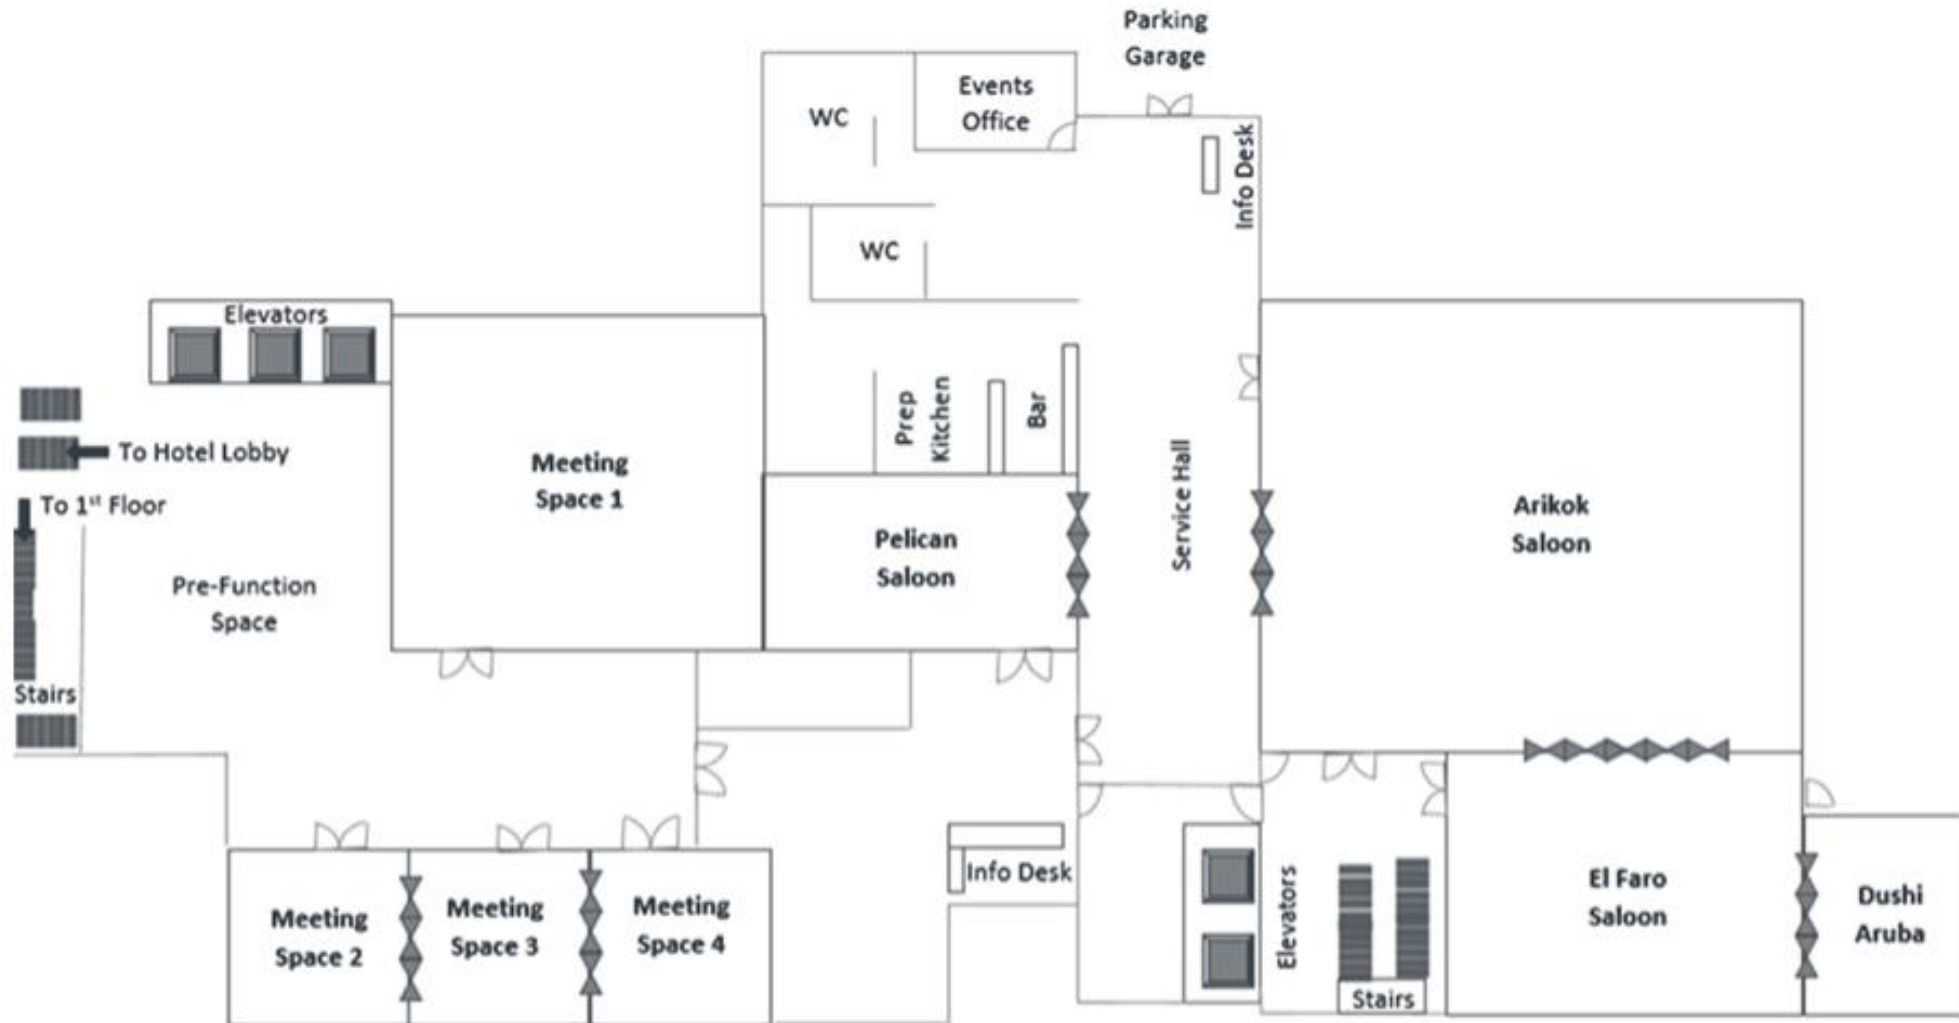 Parking
Garage
Events
Office
WC
Info Desk
WC
Elevators
Prep
Kitchen
Bar
To Hotel Lobby
Meeting
Space 1
Service Hall
To 1st Floor
Arikok
Saloon
Pelican
Saloon
Pre-Function
Space
Stairs
Info Desk
Meeting
Space 2
Meeting
Space 3
Meeting
Space 4
Elevators
Stairs
El Faro
Saloon
Dushi
Aruba